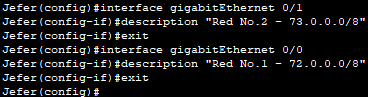 Jefer(config)#interface gigabitEthernet 0/1
Jefer(config-if)#description "Red No.2 - 73.0.0.0/8"
Jefer(config-if)#exit
Jefer(config)#interface gigabitEthernet 0/0
Jefer(config-if)#description "Red No.1 - 72.0.0.0/8"
Jefer(config-if)#exit
Jefer(config)#